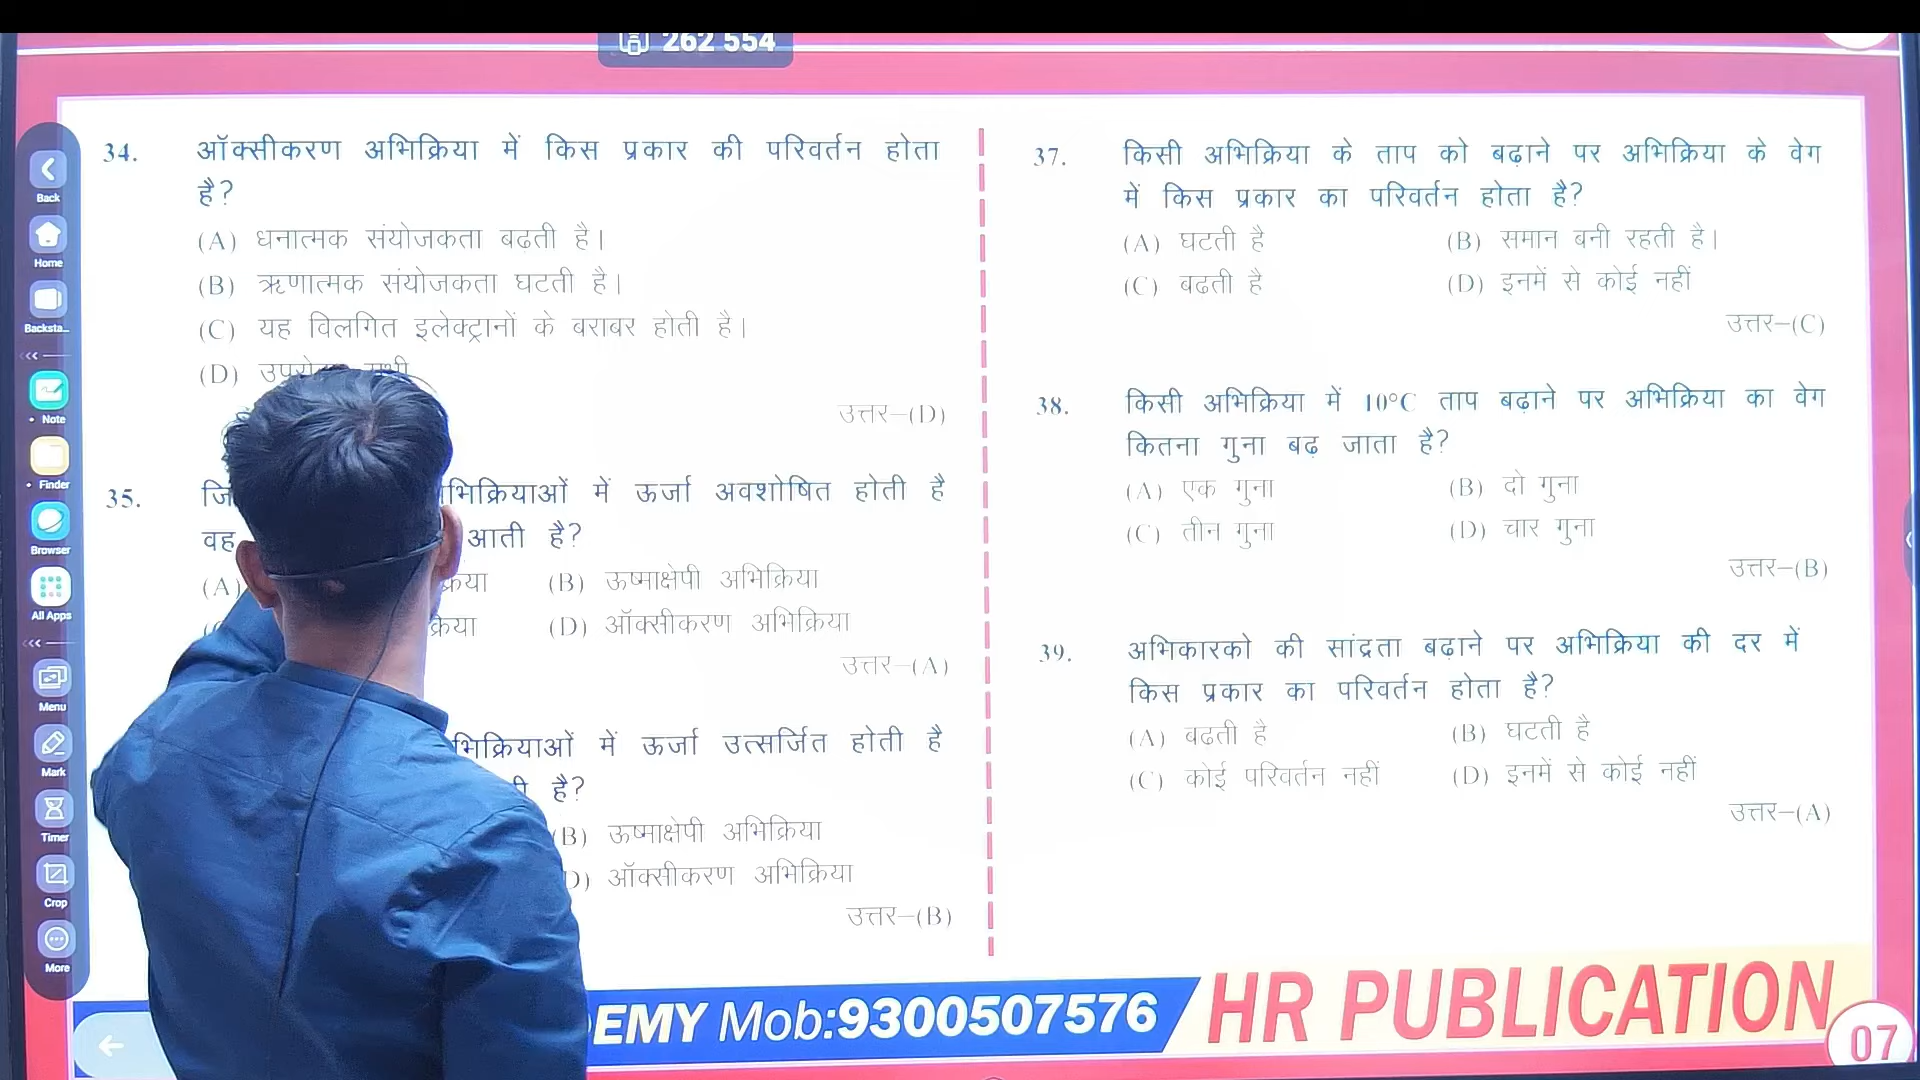 262 554
Back
Home
Backsta...
Note
Finder
Browser
All Apps
Menu
Mark
Timer
Crop
More
34. ऑक्सीकरण अभिक्रिया में किस प्रकार की परिवर्तन होता
है?
(A) धनात्मक संयोजकता बढ़ती है।
(B) ऋणात्मक संयोजकता घटती है।
(C) यह विलगित इलेक्ट्रानों के बराबर होती है।
(D)
उत्तर–(D)
35. में ऊर्जा अवशोषित होती है
वह आती है?
(A) (B) ऊष्माक्षेपी अभिक्रिया
(D) ऑक्सीकरण अभिक्रिया
उत्तर–(A)
में ऊर्जा उत्सर्जित होती है
है?
(B) ऊष्माक्षेपी अभिक्रिया
(D) ऑक्सीकरण अभिक्रिया
उत्तर–(B)
37. किसी अभिक्रिया के ताप को बढ़ाने पर अभिक्रिया के वेग
में किस प्रकार का परिवर्तन होता है?
(A) घटती है (B) समान बनी रहती है।
(C) बढती है (D) इनमें से कोई नहीं
उत्तर–(C)
38. किसी अभिक्रिया में 10°C ताप बढ़ाने पर अभिक्रिया का वेग
कितना गुना बढ़ जाता है?
(A) एक गुना (B) दो गुना
(C) तीन गुना (D) चार गुना
उत्तर–(B)
39. अभिकारको की सांद्रता बढ़ाने पर अभिक्रिया की दर में
किस प्रकार का परिवर्तन होता है?
(A) बढती है (B) घटती है
(C) कोई परिवर्तन नहीं (D) इनमें से कोई नहीं
उत्तर–(A)
EMY Mob:9300507576 HR PUBLICATION
07